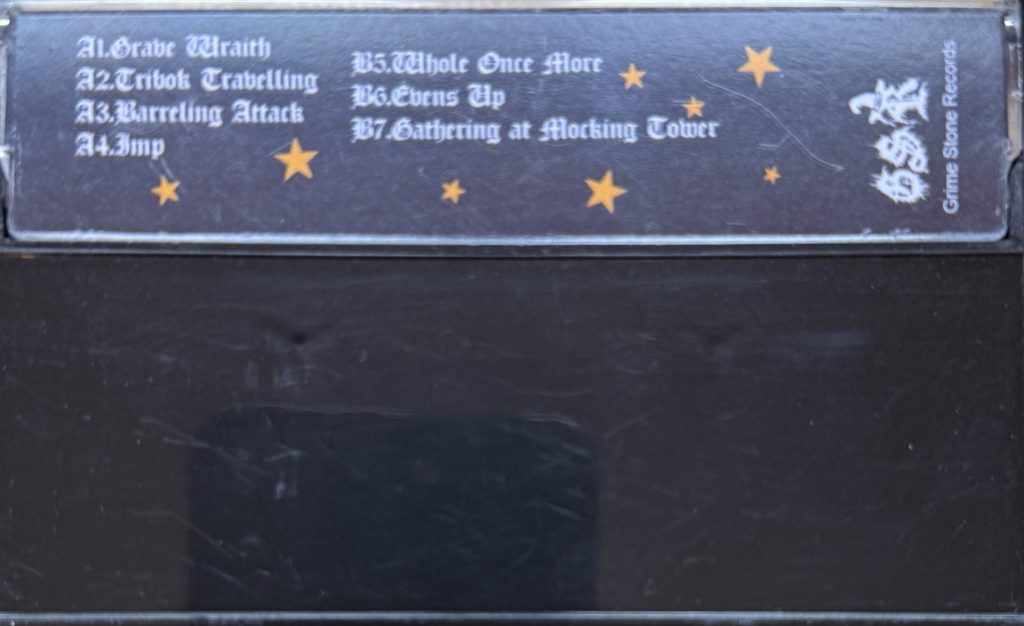 A1.Grave Wraith
A2.Tribok Travelling
A3.Barreling Attack
A4.Imp
B5.Whole Once More
B6.Evens Up
B7.Gathering at Mocking Tower
GSR
Grime Stone Records